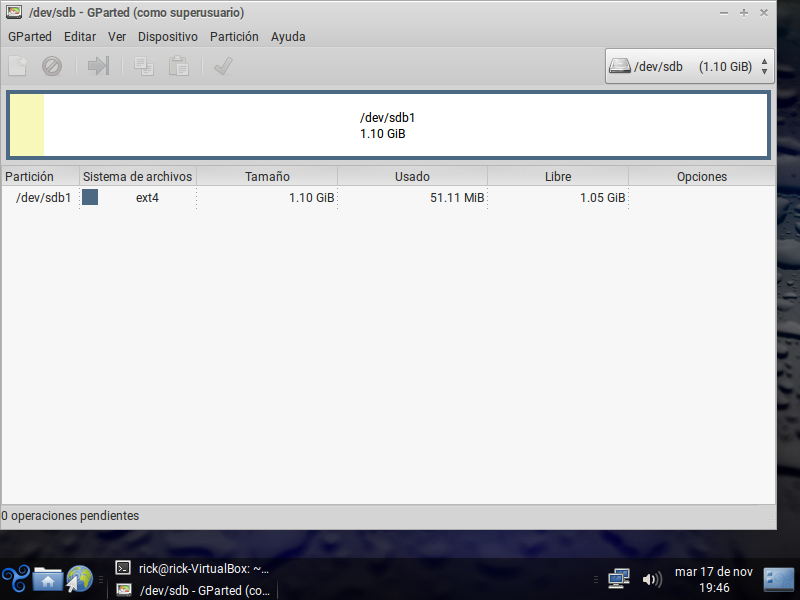 /dev/sdb - GParted (como superusuario)
GParted Editar Ver Dispositivo Partición Ayuda
/dev/sdb (1.10 GiB)
/dev/sdb1
1.10 GiB
Partición Sistema de archivos Tamaño Usado Libre Opciones
/dev/sdb1 ext4 1.10 GiB 51.11 MiB 1.05 GiB
0 operaciones pendientes
rick@rick-VirtualBox: ~...
/dev/sdb - GParted (co...
mar 17 de nov
19:46